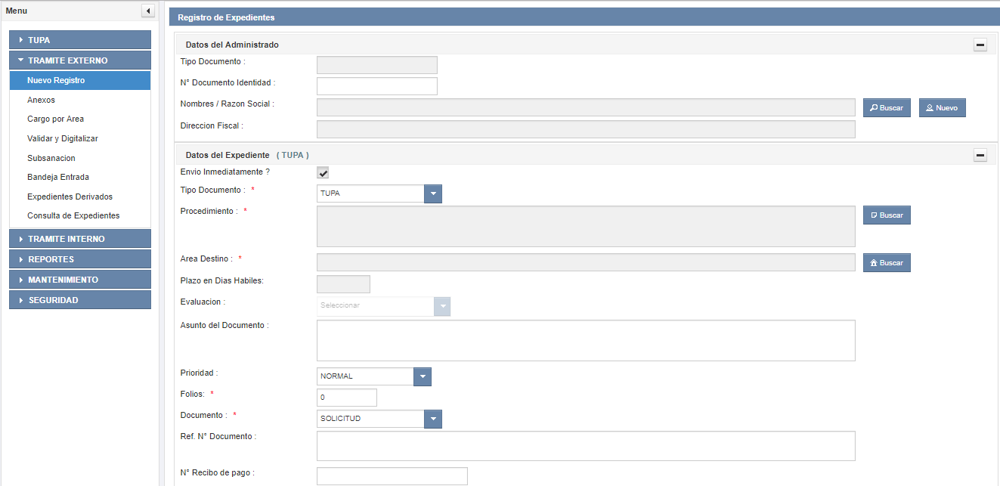 Menu
TUPA
TRAMITE EXTERNO
Nuevo Registro
Anexos
Cargo por Area
Validar y Digitalizar
Subsanacion
Bandeja Entrada
Expedientes Derivados
Consulta de Expedientes
TRAMITE INTERNO
REPORTES
MANTENIMIENTO
SEGURIDAD
Registro de Expedientes
Datos del Administrado
Tipo Documento :
N° Documento Identidad :
Nombres / Razon Social : Buscar Nuevo
Direccion Fiscal :
Datos del Expediente ( TUPA )
Envio Inmediatamente ?
Tipo Documento : * TUPA
Procedimiento : * Buscar
Area Destino : * Buscar
Plazo en Dias Habiles:
Evaluacion : Seleccionar
Asunto del Documento :
Prioridad : NORMAL
Folios: * 0
Documento : * SOLICITUD
Ref. N° Documento :
N° Recibo de pago :